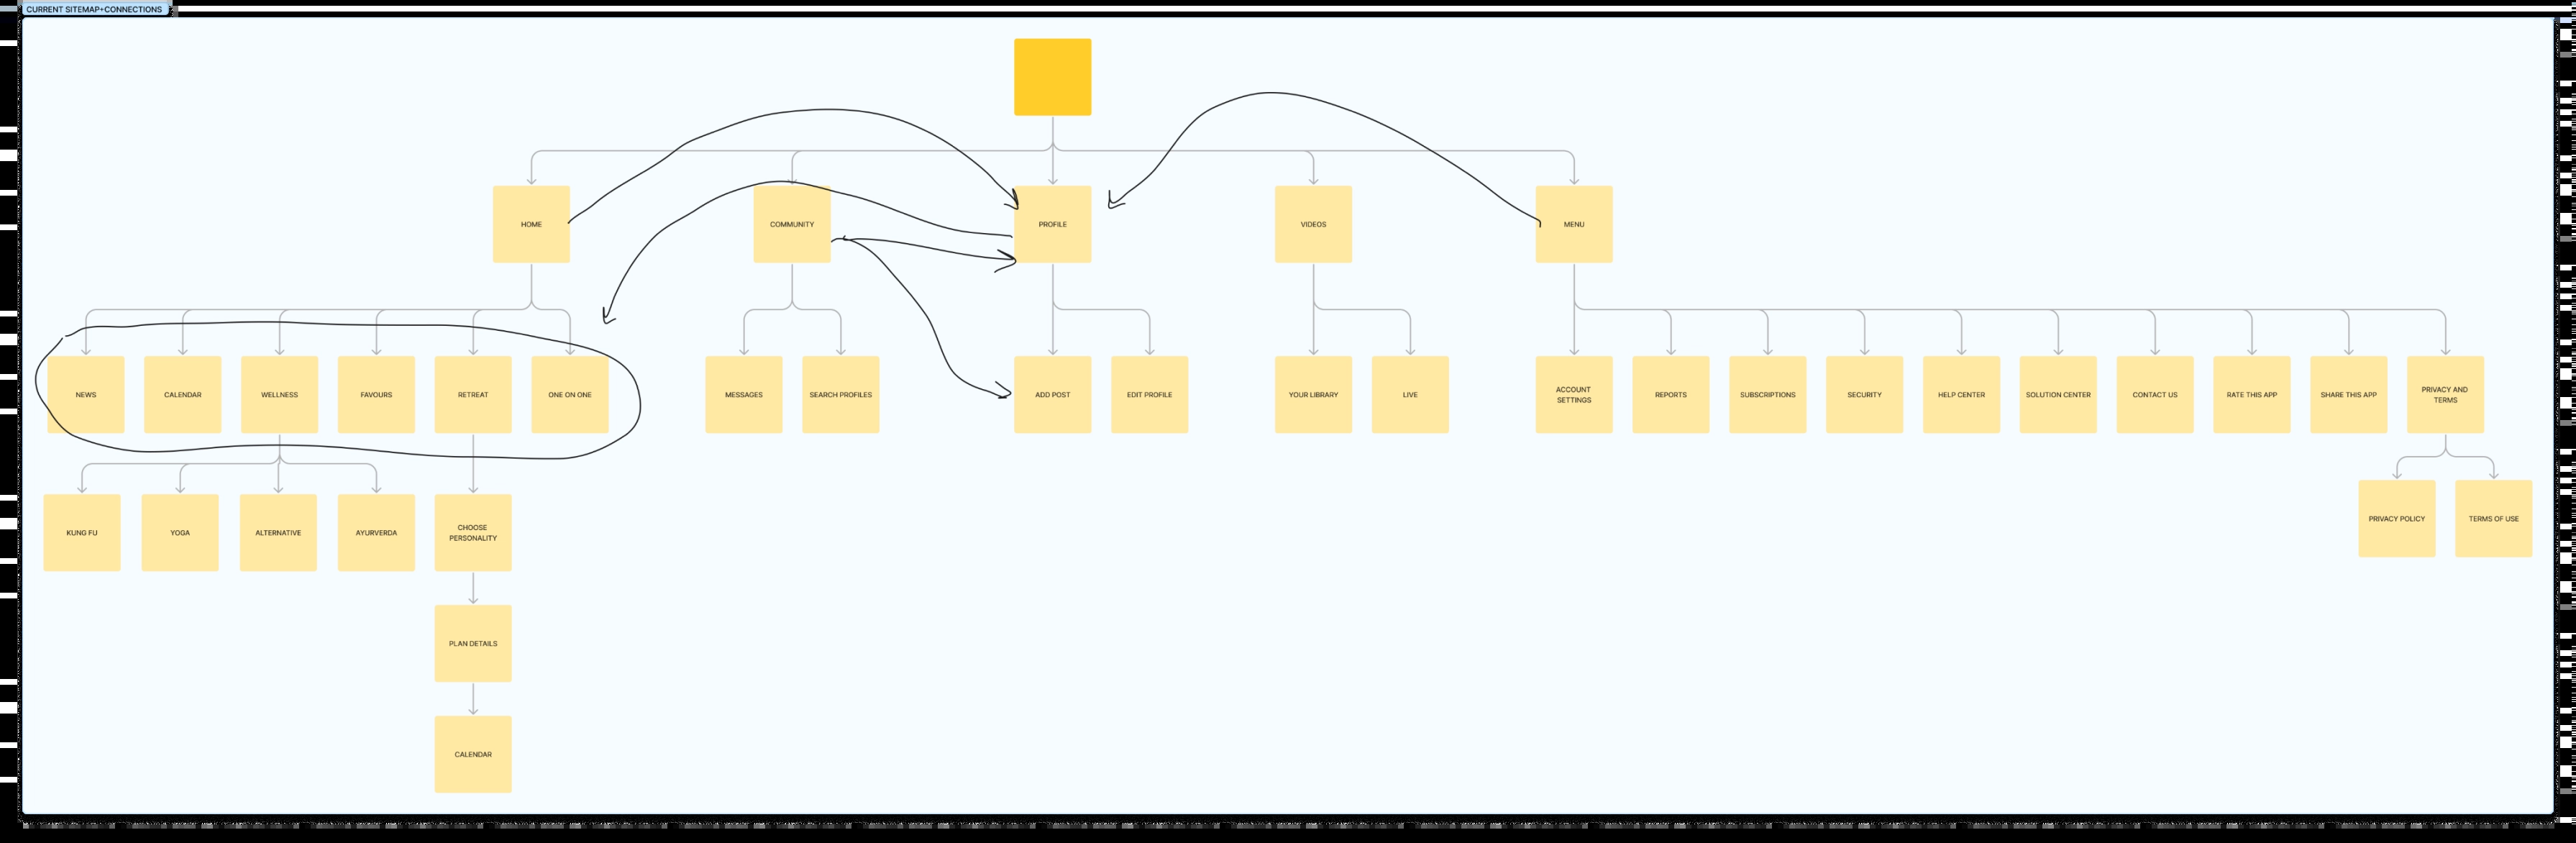 CURRENT SITEMAP+CONNECTIONS
HOME
COMMUNITY
PROFILE
VIDEOS
MENU
NEWS
CALENDAR
WELLNESS
FAVOURS
RETREAT
ONE ON ONE
MESSAGES
SEARCH PROFILES
ADD POST
EDIT PROFILE
YOUR LIBRARY
LIVE
ACCOUNT
SETTINGS
REPORTS
SUBSCRIPTIONS
SECURITY
HELP CENTER
SOLUTION CENTER
CONTACT US
RATE THIS APP
SHARE THIS APP
PRIVACY AND
TERMS
KUNG FU
YOGA
ALTERNATIVE
AYURVERDA
CHOOSE
PERSONALITY
PRIVACY POLICY
TERMS OF USE
PLAN DETAILS
CALENDAR